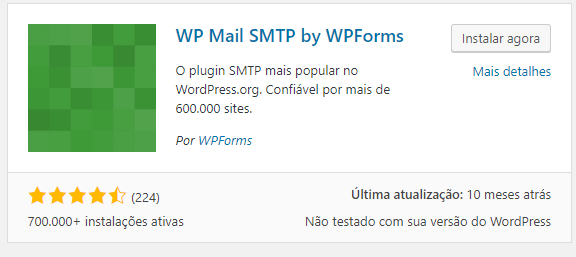 WP Mail SMTP by WPForms
Instalar agora
Mais detalhes
O plugin SMTP mais popular no
WordPress.org. Confiável por mais de
600.000 sites.
Por WPForms
(224)
Última atualização: 10 meses atrás
700.000+ instalações ativas
Não testado com sua versão do WordPress